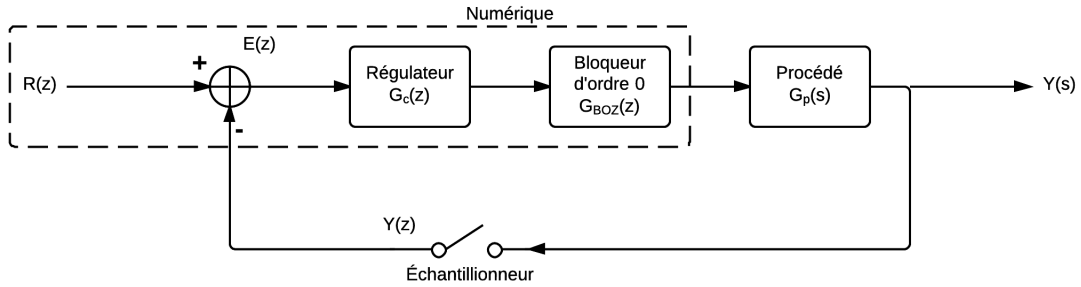 Numérique
R(z)
+
E(z)
-
Régulateur
Gc(z)
Bloqueur
d'ordre 0
GBOZ(z)
Procédé
Gp(s)
Y(s)
Y(z)
Échantillionneur